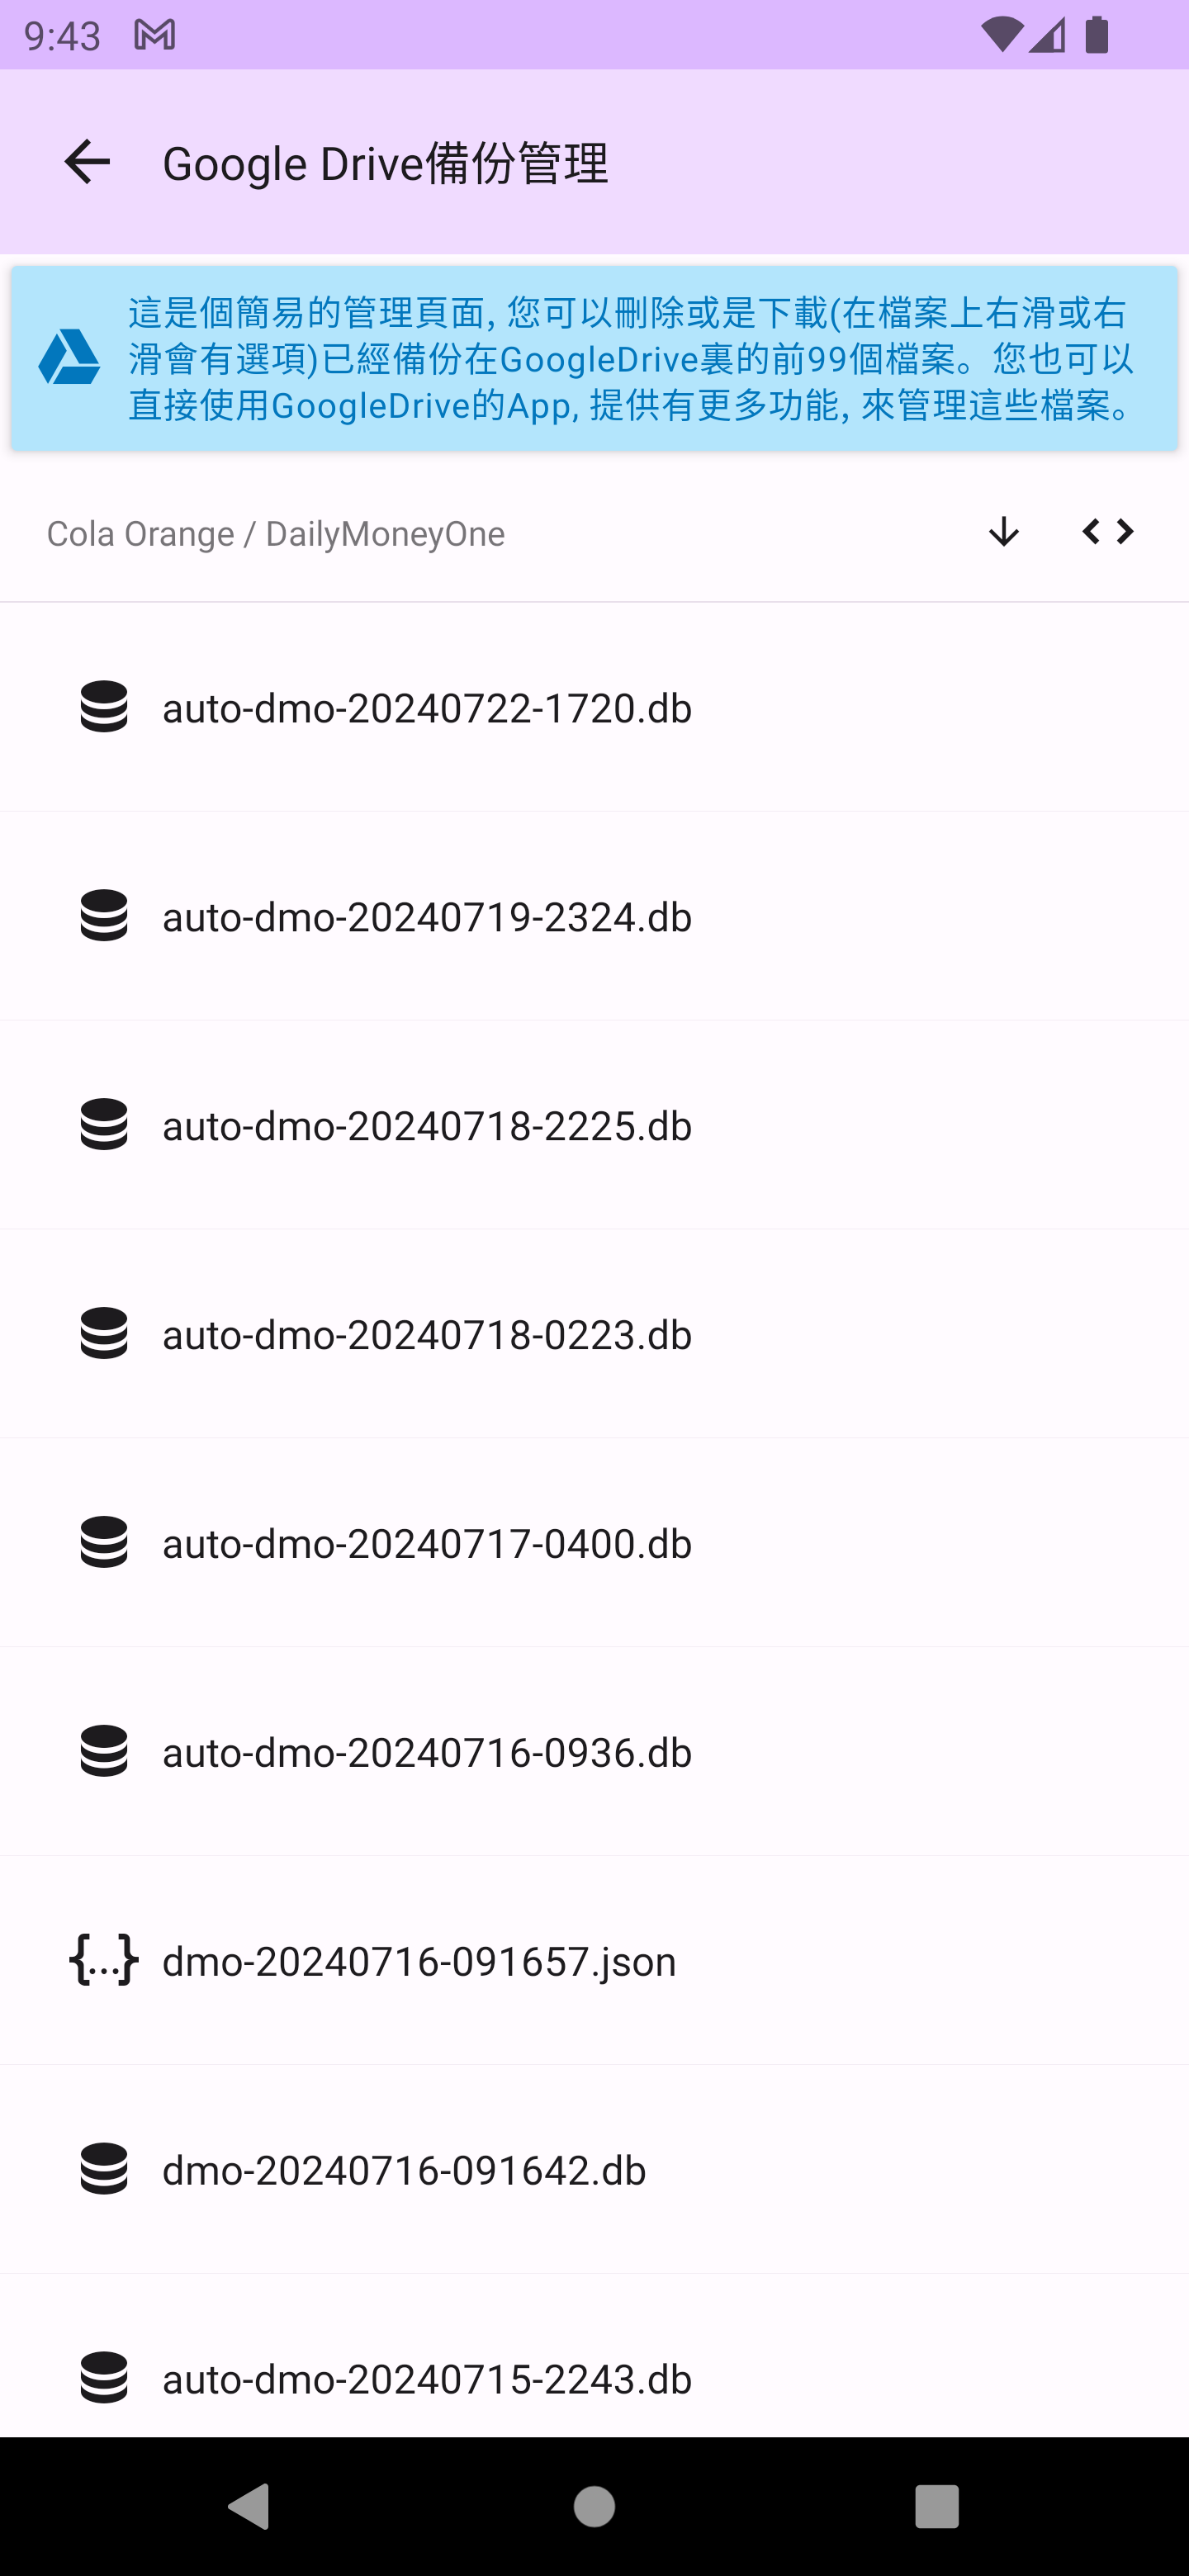 9:43
Google Drive備份管理
這是個簡易的管理頁面, 您可以刪除或是下載(在檔案上右滑或右
滑會有選項)已經備份在GoogleDrive裏的前99個檔案。您也可以
直接使用GoogleDrive的App, 提供有更多功能, 來管理這些檔案。
Cola Orange / DailyMoneyOne
auto-dmo-20240722-1720.db
auto-dmo-20240719-2324.db
auto-dmo-20240718-2225.db
auto-dmo-20240718-0223.db
auto-dmo-20240717-0400.db
auto-dmo-20240716-0936.db
{...} dmo-20240716-091657.json
dmo-20240716-091642.db
auto-dmo-20240715-2243.db